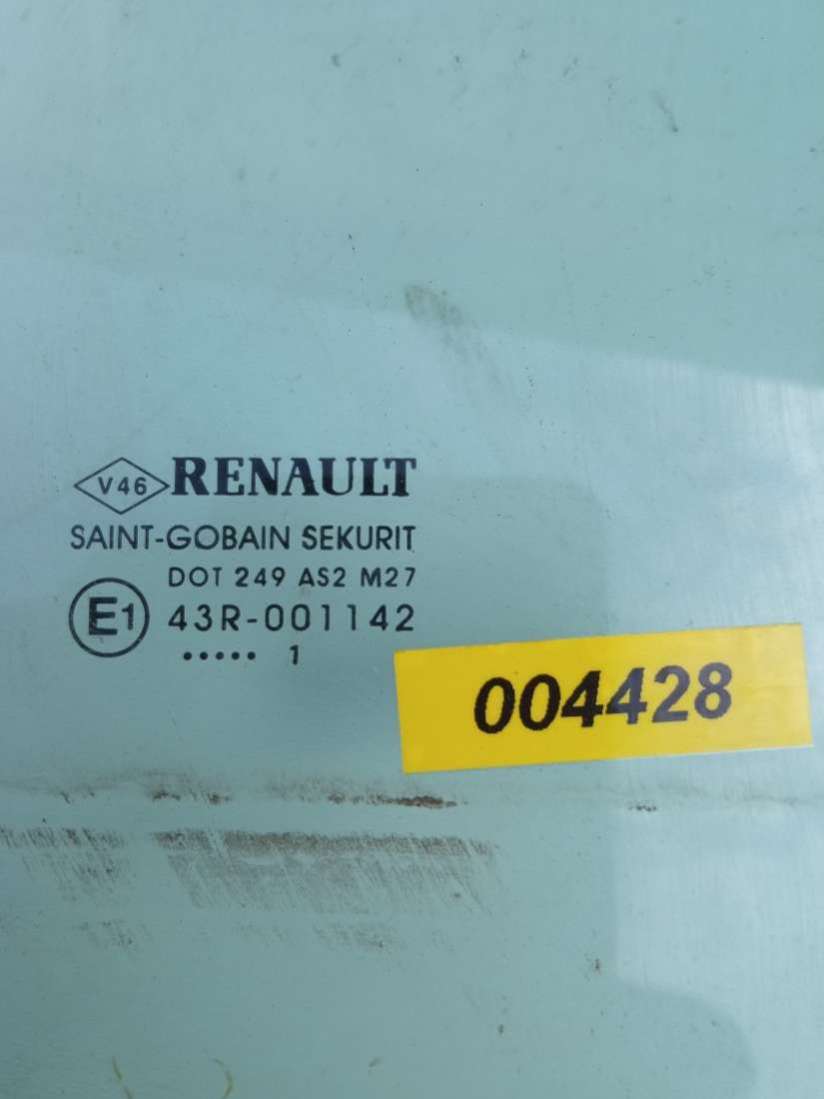 V46 RENAULT
SAINT-GOBAIN SEKURIT
DOT 249 AS2 M27
E1 43R-001142
••••• 1
004428